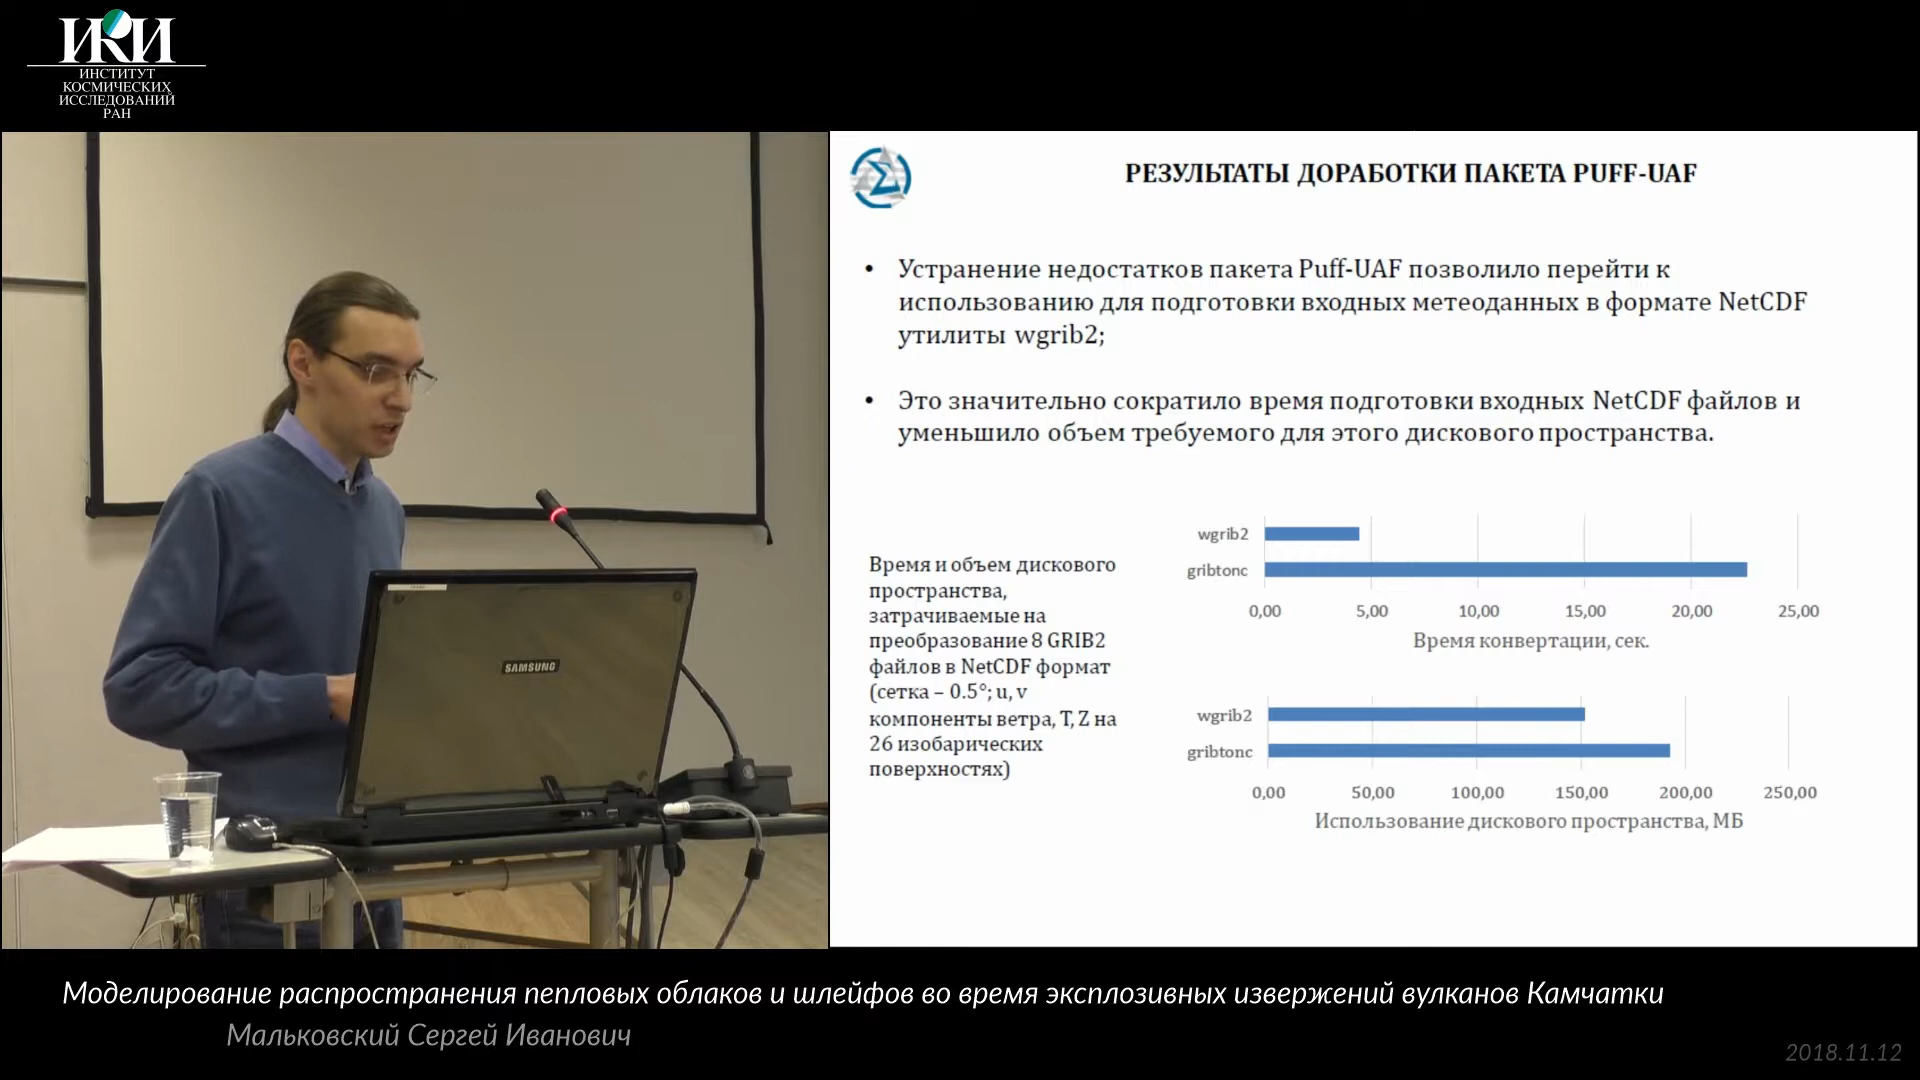 ИКИ
ИНСТИТУТ
КОСМИЧЕСКИХ
ИССЛЕДОВАНИЙ
РАН
SAMSUNG
РЕЗУЛЬТАТЫ ДОРАБОТКИ ПАКЕТА PUFF-UAF
• Устранение недостатков пакета Puff-UAF позволило перейти к
использованию для подготовки входных метеоданных в формате NetCDF
утилиты wgrib2;
• Это значительно сократило время подготовки входных NetCDF файлов и
уменьшило объем требуемого для этого дискового пространства.
Время и объем дискового
пространства,
затрачиваемые на
преобразование 8 GRIB2
файлов в NetCDF формат
(сетка – 0.5°; u, v
компоненты ветра, T, Z на
26 изобарических
поверхностях)
wgrib2
gribtonc
0,00 5,00 10,00 15,00 20,00 25,00
Время конвертации, сек.
wgrib2
gribtonc
0,00 50,00 100,00 150,00 200,00 250,00
Использование дискового пространства, МБ
Моделирование распространения пепловых облаков и шлейфов во время эксплозивных извержений вулканов Камчатки
Мальковский Сергей Иванович
2018.11.12